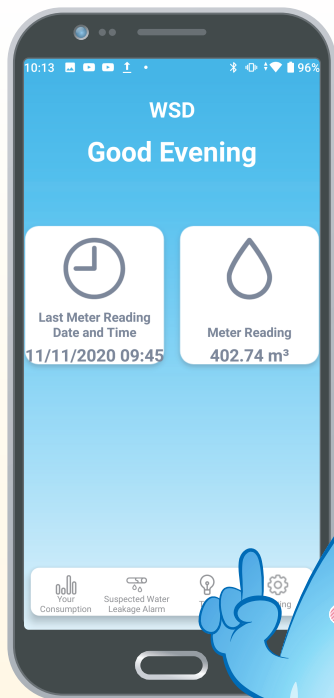 10:13
96%
WSD
Good Evening
Last Meter Reading
Date and Time
11/11/2020 09:45
Meter Reading
402.74 m³
Your
Consumption
Suspected Water
Leakage Alarm